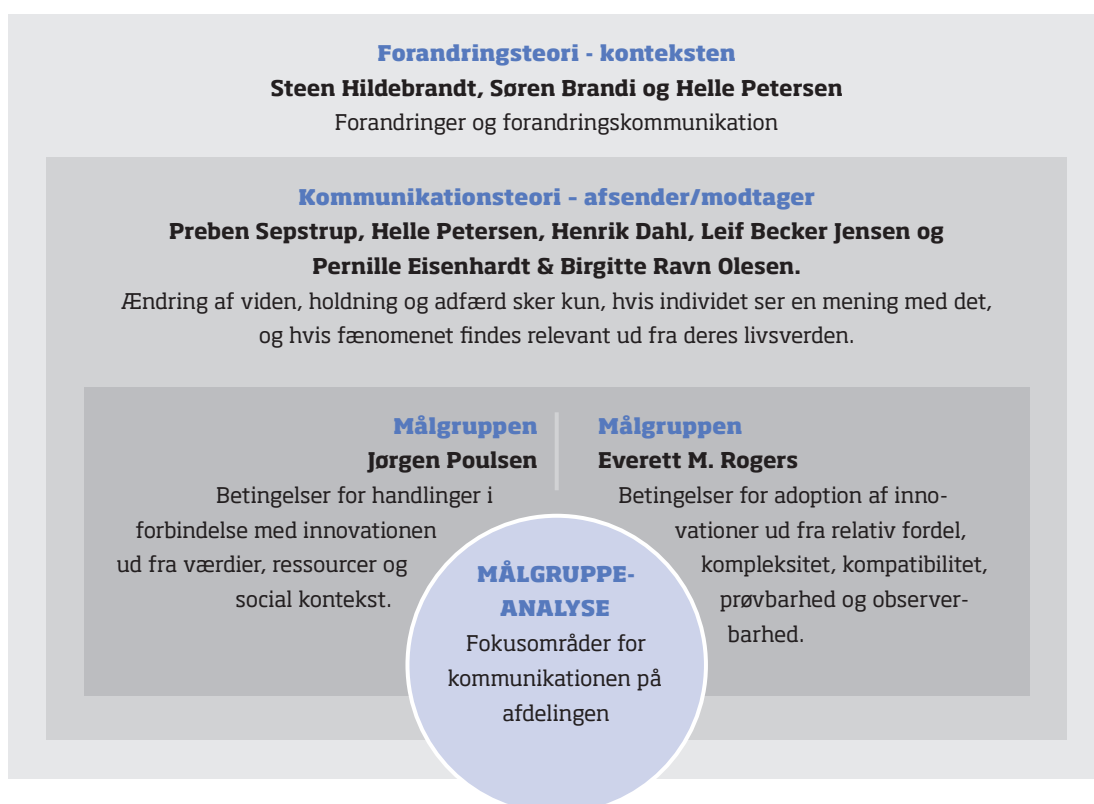 Forandringsteori - konteksten
Steen Hildebrandt, Søren Brandi og Helle Petersen
Forandringer og forandringskommunikation
Kommunikationsteori – afsender/modtager
Preben Sepstrup, Helle Petersen, Henrik Dahl, Leif Becker Jensen og
Pernille Eisenhardt & Birgitte Ravn Olesen.
Ændring af viden, holdning og adfærd sker kun, hvis individet ser en mening med det,
og hvis fænomenet findes relevant ud fra deres livsverden.
Målgruppen
Jørgen Poulsen
Betingelser for handlinger i
forbindelse med innovationen
ud fra værdier, ressourcer og
social kontekst.
Målgruppen
Everett M. Rogers
Betingelser for adoption af inno-
vationer ud fra relativ fordel,
kompleksitet, kompatibilitet,
prøvbarhed og observer-
barhed.
MÅLGRUPPE-
ANALYSE
Fokusområder for
kommunikationen på
afdelingen